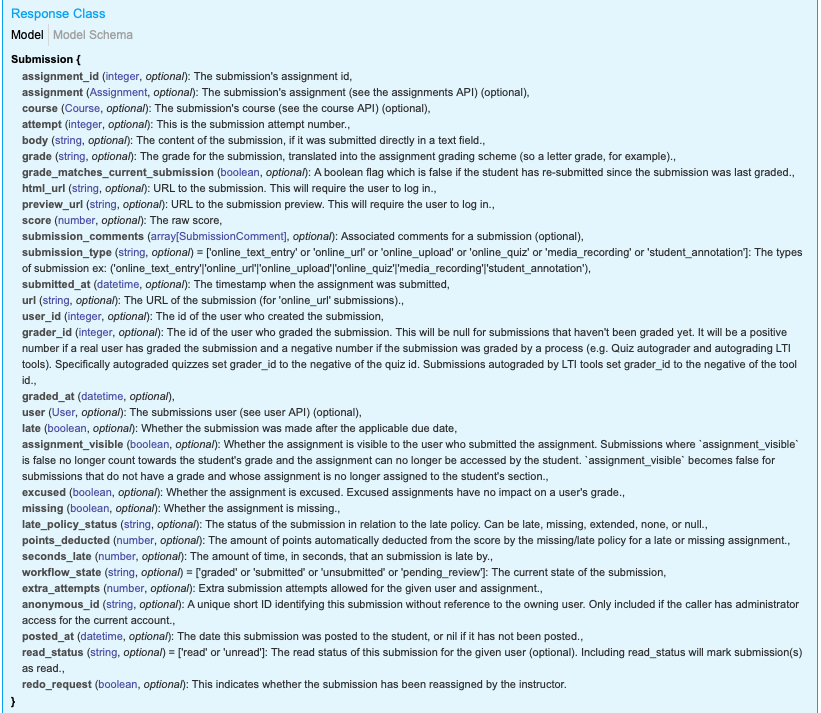 Response Class
Model Model Schema
Submission {
assignment_id (integer, optional): The submission's assignment id,
assignment (Assignment, optional): The submission's assignment (see the assignments API) (optional),
course (Course, optional): The submission's course (see the course API) (optional),
attempt (integer, optional): This is the submission attempt number.,
body (string, optional): The content of the submission, if it was submitted directly in a text field.,
grade (string, optional): The grade for the submission, translated into the assignment grading scheme (so a letter grade, for example).,
grade_matches_current_submission (boolean, optional): A boolean flag which is false if the student has re-submitted since the submission was last graded.,
html_url (string, optional): URL to the submission. This will require the user to log in.,
preview_url (string, optional): URL to the submission preview. This will require the user to log in.,
score (number, optional): The raw score,
submission_comments (array[SubmissionComment], optional): Associated comments for a submission (optional),
submission_type (string, optional) = ['online_text_entry' or 'online_url' or 'online_upload' or 'online_quiz' or 'media_recording' or 'student_annotation']: The types
of submission ex: ('online_text_entry'|'online_url'|'online_upload'|'online_quiz'|'media_recording'|'student_annotation'),
submitted_at (datetime, optional): The timestamp when the assignment was submitted,
url (string, optional): The URL of the submission (for 'online_url' submissions).,
user_id (integer, optional): The id of the user who created the submission,
grader_id (integer, optional): The id of the user who graded the submission. This will be null for submissions that haven't been graded yet. It will be a positive
number if a real user has graded the submission and a negative number if the submission was graded by a process (e.g. Quiz autograder and autograding LTI
tools). Specifically autograded quizzes set grader_id to the negative of the quiz id. Submissions autograded by LTI tools set grader_id to the negative of the tool
id.,
graded_at (datetime, optional),
user (User, optional): The submissions user (see user API) (optional),
late (boolean, optional): Whether the submission was made after the applicable due date,
assignment_visible (boolean, optional): Whether the assignment is visible to the user who submitted the assignment. Submissions where `assignment_visible`
is false no longer count towards the student's grade and the assignment can no longer be accessed by the student. `assignment_visible` becomes false for
submissions that do not have a grade and whose assignment is no longer assigned to the student's section.,
excused (boolean, optional): Whether the assignment is excused. Excused assignments have no impact on a user's grade.,
missing (boolean, optional): Whether the assignment is missing.,
late_policy_status (string, optional): The status of the submission in relation to the late policy. Can be late, missing, extended, none, or null.,
points_deducted (number, optional): The amount of points automatically deducted from the score by the missing/late policy for a late or missing assignment.,
seconds_late (number, optional): The amount of time, in seconds, that an submission is late by.,
workflow_state (string, optional) = ['graded' or 'submitted' or 'unsubmitted' or 'pending_review']: The current state of the submission,
extra_attempts (number, optional): Extra submission attempts allowed for the given user and assignment.,
anonymous_id (string, optional): A unique short ID identifying this submission without reference to the owning user. Only included if the caller has administrator
access for the current account.,
posted_at (datetime, optional): The date this submission was posted to the student, or nil if it has not been posted.,
read_status (string, optional) = ['read' or 'unread']: The read status of this submission for the given user (optional). Including read_status will mark submission(s)
as read.,
redo_request (boolean, optional): This indicates whether the submission has been reassigned by the instructor.
}